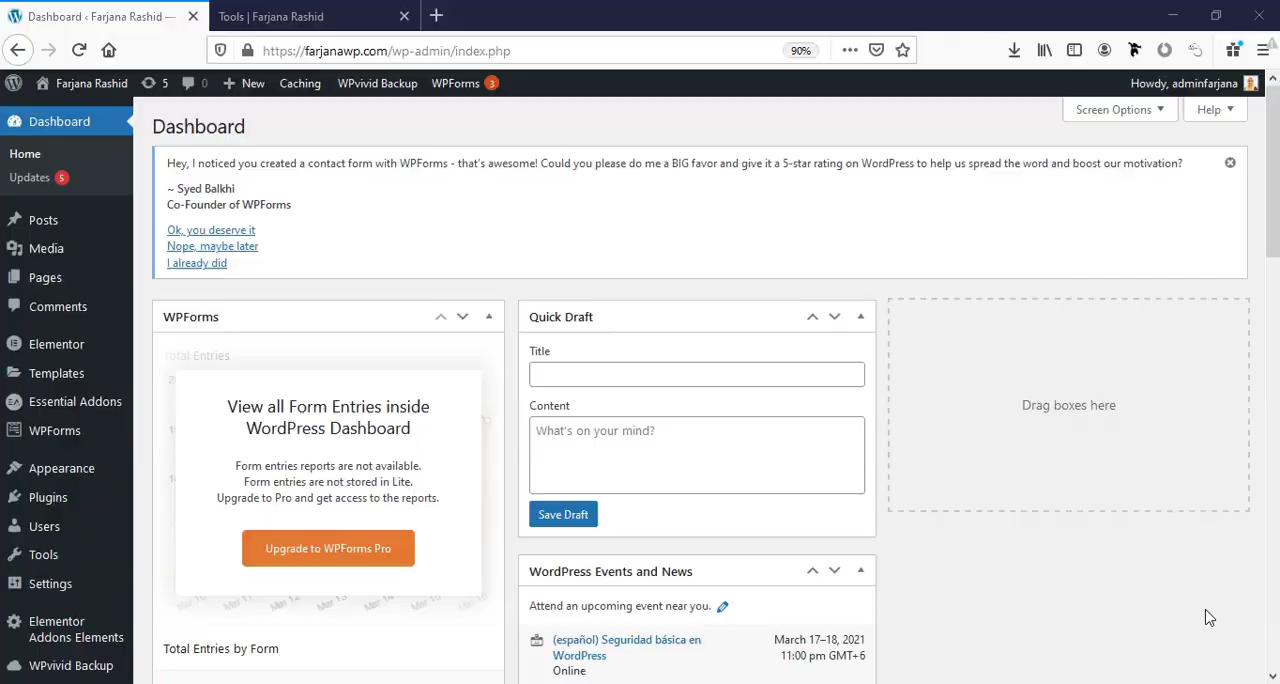 Dashboard ‹ Farjana Rashid —
Tools | Farjana Rashid
https://farjanawp.com/wp-admin/index.php
90%
Farjana Rashid
5
0
New
Caching
WPvivid Backup
WPForms
3
Howdy, adminfarjana
Dashboard
Home
Updates 5
Posts
Media
Pages
Comments
Elementor
Templates
Essential Addons
WPForms
Appearance
Plugins
Users
Tools
Settings
Elementor
Addons Elements
WPvivid Backup
Screen Options
Help
Dashboard
Hey, I noticed you created a contact form with WPForms - that's awesome! Could you please do me a BIG favor and give it a 5-star rating on WordPress to help us spread the word and boost our motivation?
~ Syed Balkhi
Co-Founder of WPForms
Ok, you deserve it
Nope, maybe later
I already did
WPForms
Total Entries
View all Form Entries inside
WordPress Dashboard
Form entries reports are not available.
Form entries are not stored in Lite.
Upgrade to Pro and get access to the reports.
Upgrade to WPForms Pro
Mar 12
Mar 13
Mar 14
Total Entries by Form
Quick Draft
Title
Content
What's on your mind?
Save Draft
WordPress Events and News
Attend an upcoming event near you.
(español) Seguridad básica en
WordPress
Online
March 17–18, 2021
11:00 pm GMT+6
Drag boxes here